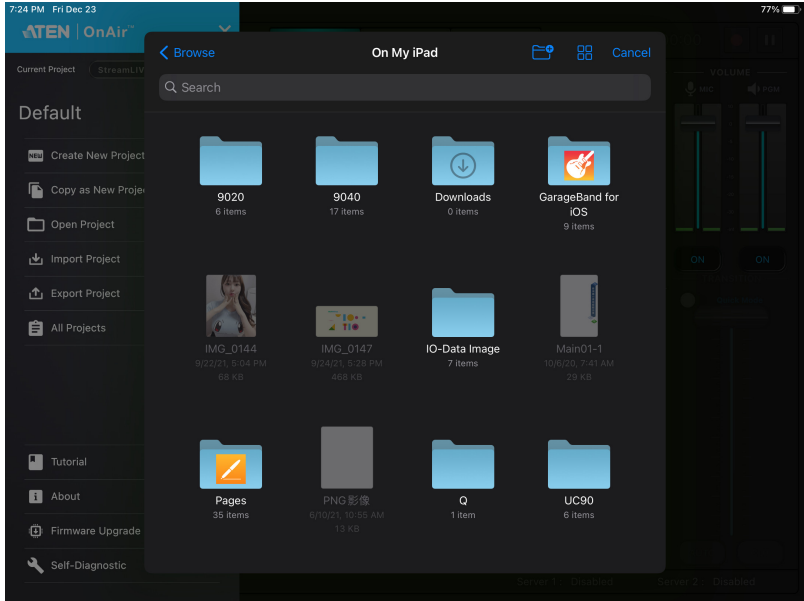 7:24 PM Fri Dec 23
77%
ATEN OnAir™
Current Project
StreamLIV
Default
NEW Create New Project
Copy as New Proje
Open Project
Import Project
Export Project
All Projects
Tutorial
About
Firmware Upgrade
Self-Diagnostic
Browse
On My iPad
Cancel
Search
9020
6 items
9040
17 items
Downloads
0 items
GarageBand for
iOS
9 items
IMG_0144
9/22/21, 5:04 PM
68 KB
IMG_0147
9/24/21, 5:28 PM
468 KB
IO-Data Image
7 items
Main01-1
10/6/20, 7:41 AM
29 KB
Pages
35 items
PNG影像
6/10/21, 10:55 AM
13 KB
Q
1 item
UC90
6 items
VOLUME
MIC
PGM
ON
ON
Server 1 : Disabled
Server 2 : Disabled